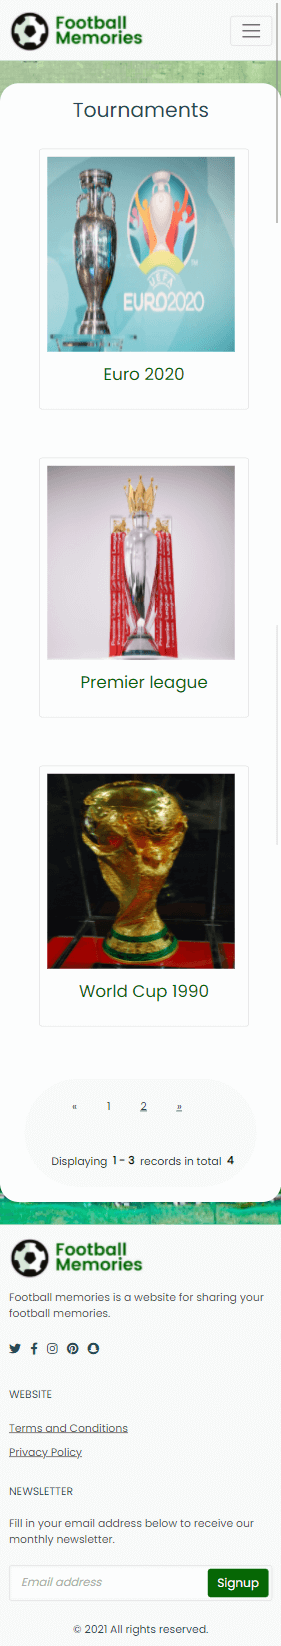 Football
Memories
Tournaments
UEFA
EURO2020
Euro 2020
Premier league
World Cup 1990
« 1 2 »
Displaying 1 - 3 records in total 4
Football
Memories
Football memories is a website for sharing your
football memories.
WEBSITE
Terms and Conditions
Privacy Policy
NEWSLETTER
Fill in your email address below to receive our
monthly newsletter.
Email address
Signup
© 2021 All rights reserved.